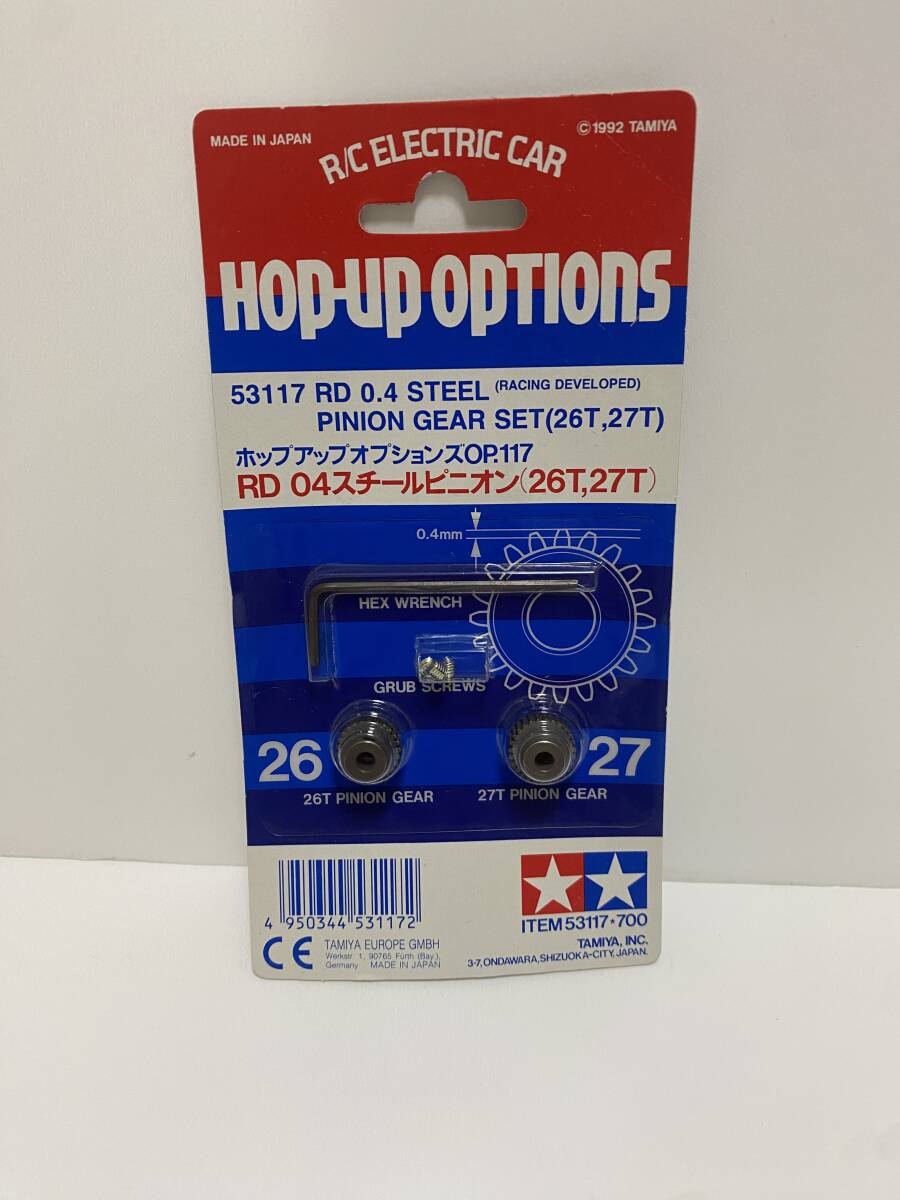 MADE IN JAPAN
©1992 TAMIYA
R/C ELECTRIC CAR
HOP-UP OPTIONS
53117 RD 0.4 STEEL (RACING DEVELOPED)
PINION GEAR SET(26T,27T)
ホップアップオプションズOP.117
RD 04スチールピニオン(26T,27T)
0.4mm
HEX WRENCH
GRUB SCREWS
26
27
26T PINION GEAR
27T PINION GEAR
4 950344 531172
ITEM 53117★700
CE TAMIYA EUROPE GMBH
Werkstr. 1, 90765 Fürth (Bay.),
Germany MADE IN JAPAN
TAMIYA, INC.
3-7, ONDAWARA, SHIZUOKA-CITY, JAPAN.